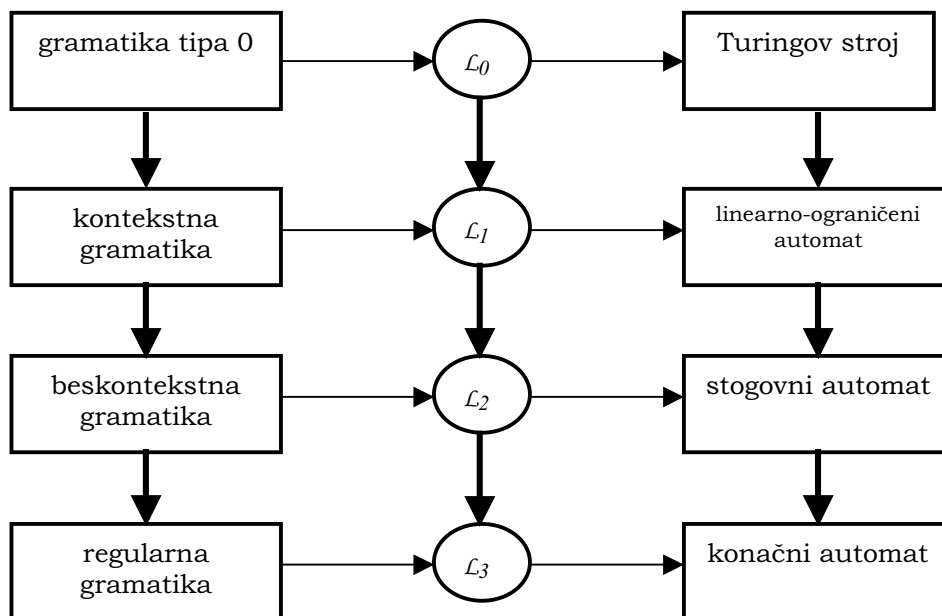 gramatika tipa 0
ℒ0
Turingov stroj
kontekstna
gramatika
ℒ1
linearno-ograničeni
automat
beskontekstna
gramatika
ℒ2
stogovni automat
regularna
gramatika
ℒ3
konačni automat